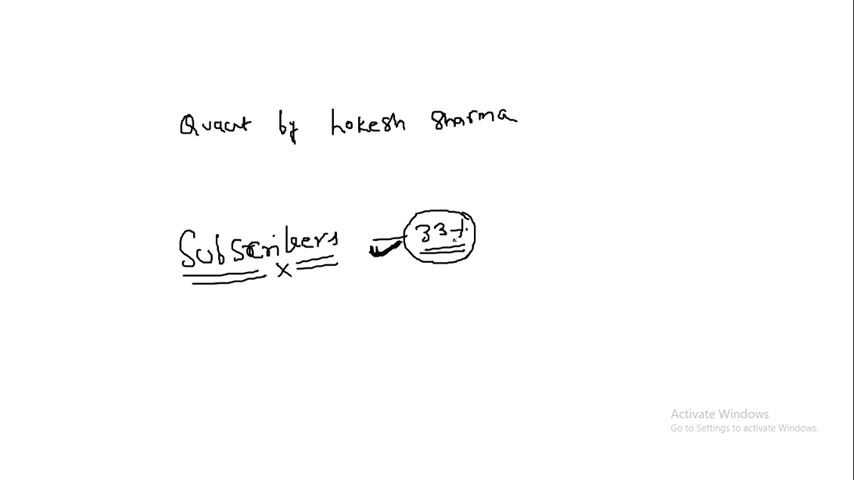 Quant by Lokesh Sharma
Subscribers
33%
x
Activate Windows
Go to Settings to activate Windows.